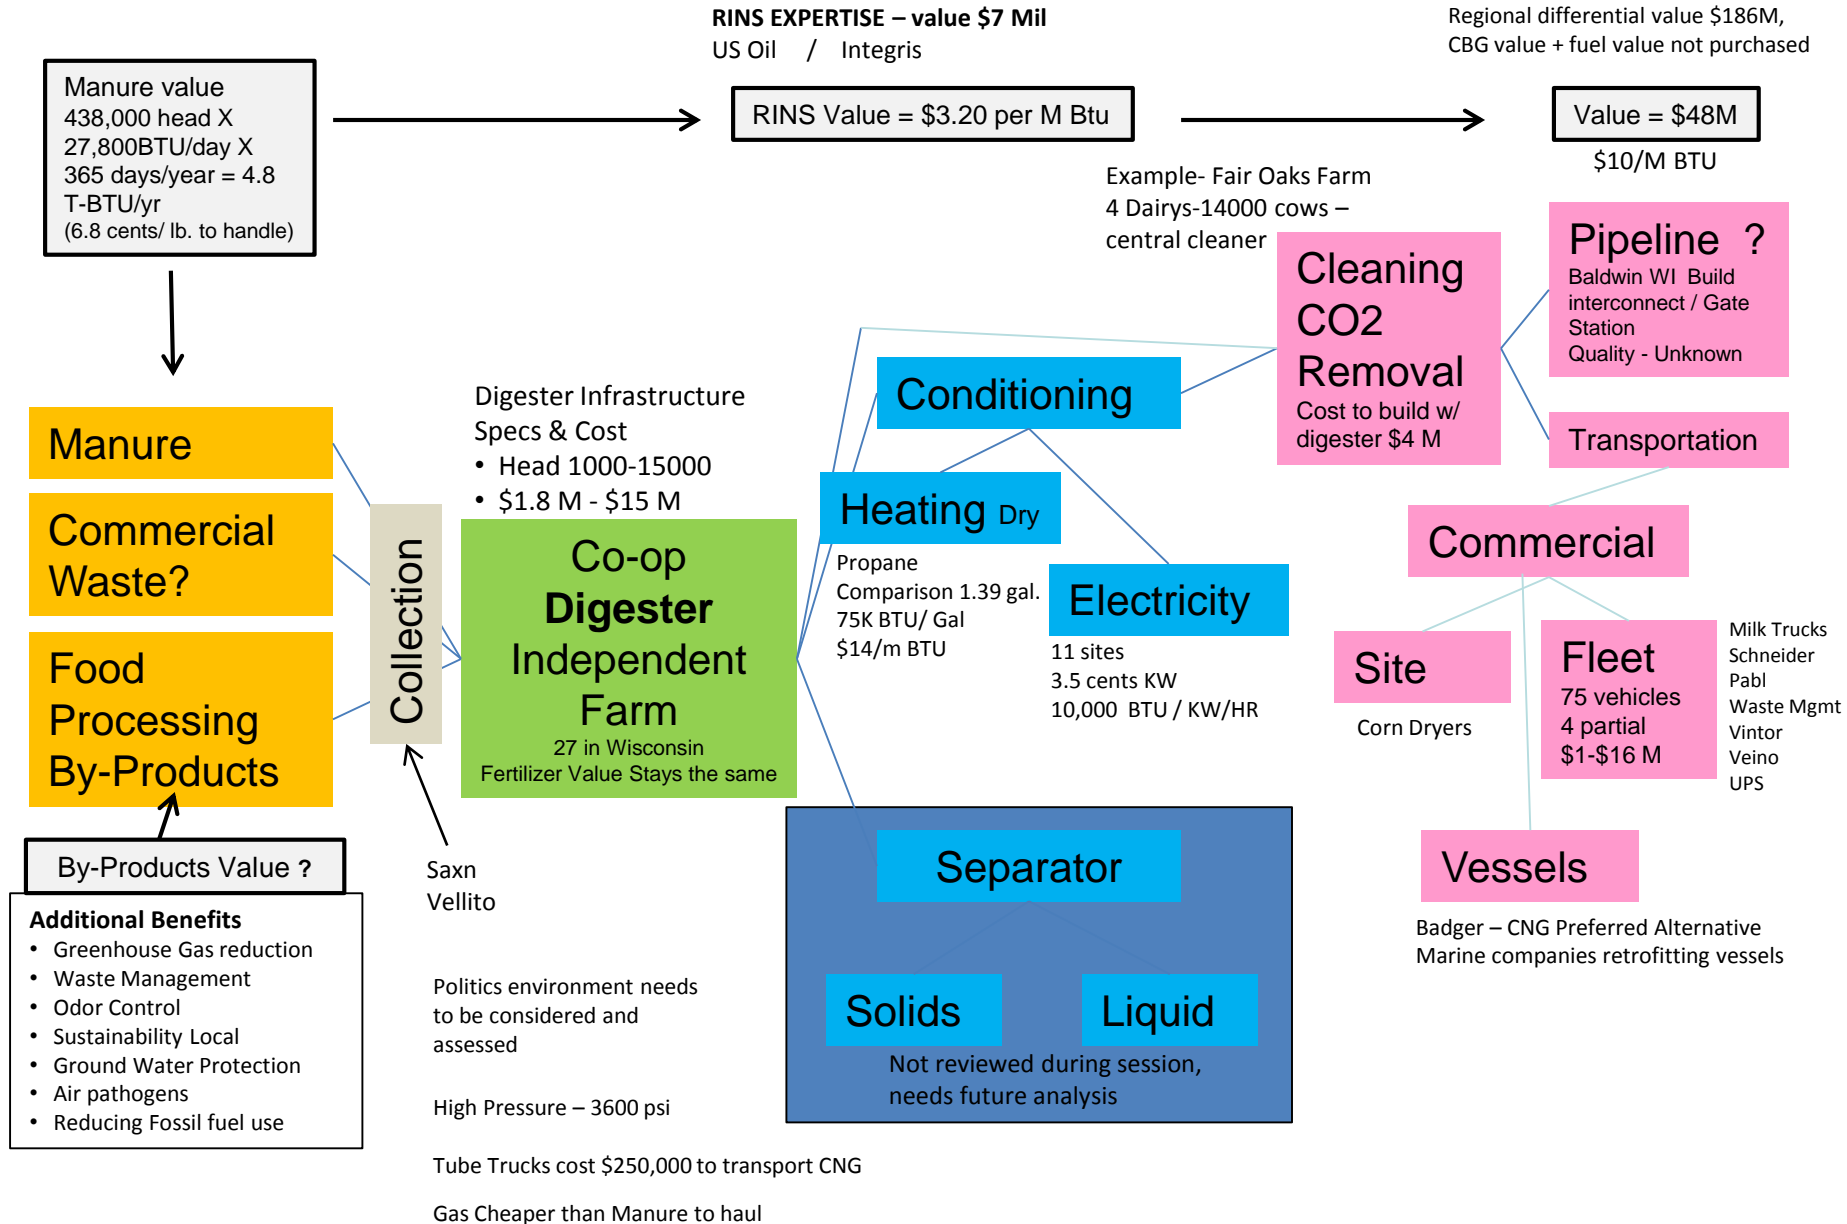 RINS EXPERTISE – value $7 Mil
US Oil / Integris
Regional differential value $186M,
CBG value + fuel value not purchased
Manure value
438,000 head X
27,800BTU/day X
365 days/year = 4.8
T-BTU/yr
(6.8 cents/ lb. to handle)
RINS Value = $3.20 per M Btu
Value = $48M
$10/M BTU
Example- Fair Oaks Farm
4 Dairys-14000 cows –
central cleaner
Cleaning
CO2
Removal
Cost to build w/
digester $4 M
Pipeline ?
Baldwin WI Build
interconnect / Gate
Station
Quality - Unknown
Transportation
Manure
Commercial
Waste?
Food
Processing
By-Products
Collection
Digester Infrastructure
Specs & Cost
• Head 1000-15000
• $1.8 M - $15 M
Co-op
Digester
Independent
Farm
27 in Wisconsin
Fertilizer Value Stays the same
Conditioning
Heating Dry
Propane
Comparison 1.39 gal.
75K BTU/ Gal
$14/m BTU
Electricity
11 sites
3.5 cents KW
10,000 BTU / KW/HR
Commercial
Site
Corn Dryers
Fleet
75 vehicles
4 partial
$1-$16 M
Milk Trucks
Schneider
Pabl
Waste Mgmt
Vintor
Veino
UPS
Vessels
Badger – CNG Preferred Alternative
Marine companies retrofitting vessels
By-Products Value ?
Additional Benefits
• Greenhouse Gas reduction
• Waste Management
• Odor Control
• Sustainability Local
• Ground Water Protection
• Air pathogens
• Reducing Fossil fuel use
Saxn
Vellito
Separator
Solids
Liquid
Not reviewed during session,
needs future analysis
Politics environment needs
to be considered and
assessed
High Pressure – 3600 psi
Tube Trucks cost $250,000 to transport CNG
Gas Cheaper than Manure to haul